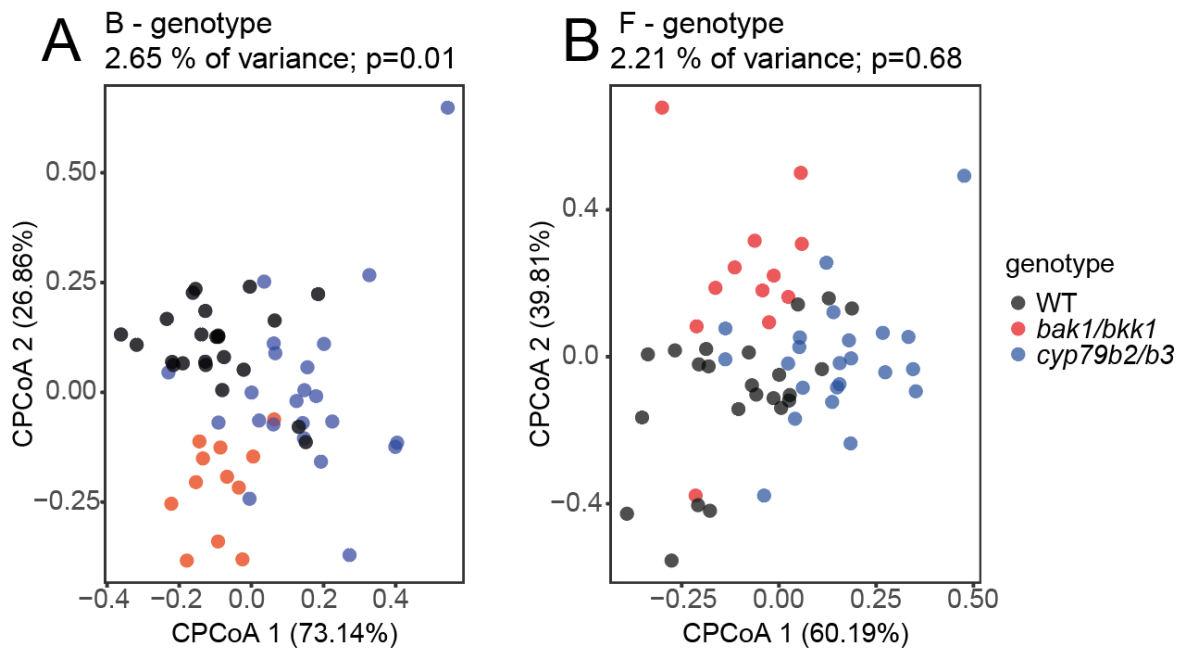 A
B - genotype
2.65 % of variance; p=0.01
CPCoA 2 (26.86%)
0.50
0.25
0.00
−0.25
−0.4
−0.2
0.0
0.2
0.4
CPCoA 1 (73.14%)
B
F - genotype
2.21 % of variance; p=0.68
CPCoA 2 (39.81%)
0.4
0.0
−0.4
−0.25
0.00
0.25
0.50
CPCoA 1 (60.19%)
genotype
WT
bak1/bkk1
cyp79b2/b3